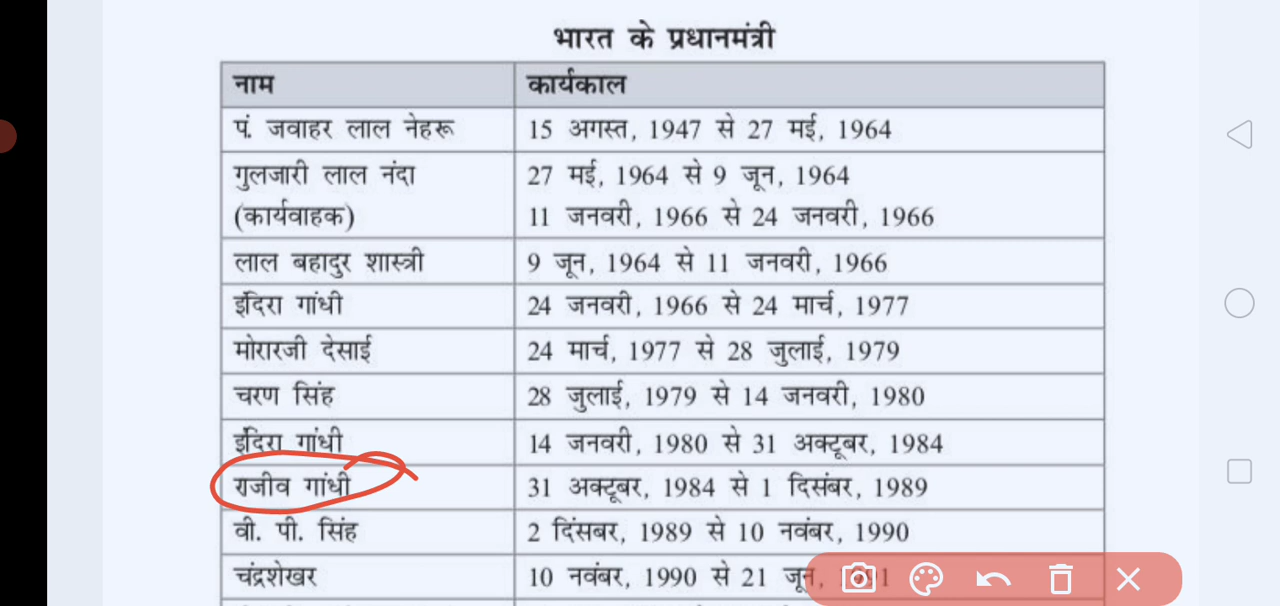 भारत के प्रधानमंत्री
नाम कार्यकाल
पं. जवाहर लाल नेहरू 15 अगस्त, 1947 से 27 मई, 1964
गुलजारी लाल नंदा 27 मई, 1964 से 9 जून, 1964
(कार्यवाहक) 11 जनवरी, 1966 से 24 जनवरी, 1966
लाल बहादुर शास्त्री 9 जून, 1964 से 11 जनवरी, 1966
इंदिरा गांधी 24 जनवरी, 1966 से 24 मार्च, 1977
मोरारजी देसाई 24 मार्च, 1977 से 28 जुलाई, 1979
चरण सिंह 28 जुलाई, 1979 से 14 जनवरी, 1980
इंदिरा गांधी 14 जनवरी, 1980 से 31 अक्टूबर, 1984
राजीव गांधी 31 अक्टूबर, 1984 से 1 दिसंबर, 1989
वी. पी. सिंह 2 दिंसबर, 1989 से 10 नवंबर, 1990
चंद्रशेखर 10 नवंबर, 1990 से 21 जून,